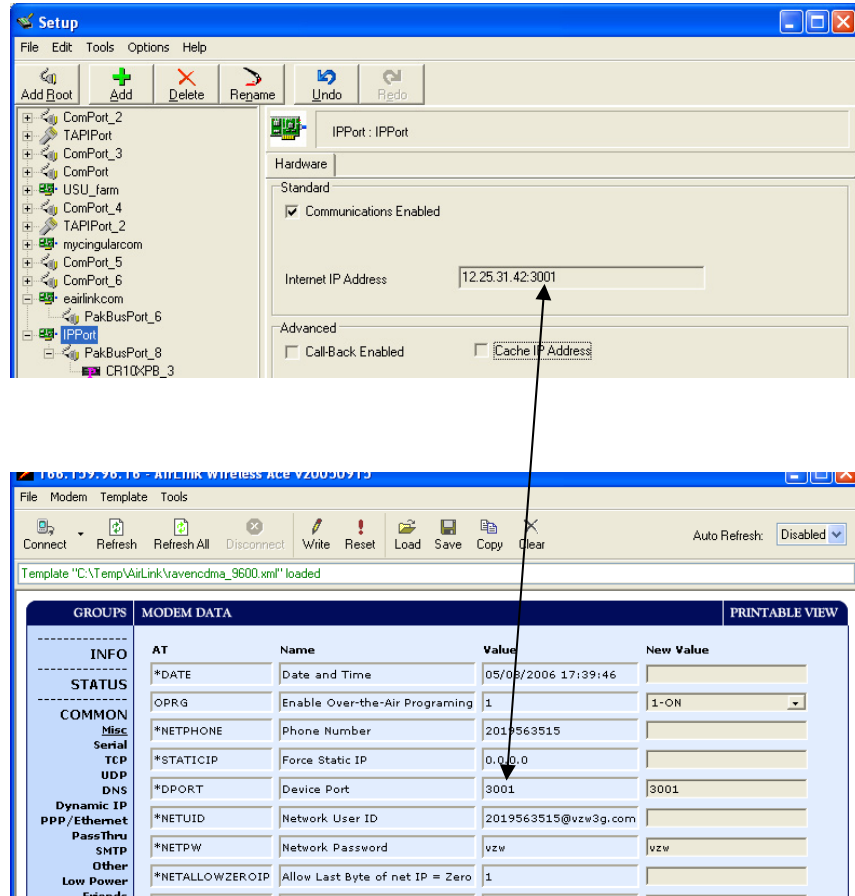 Setup
File Edit Tools Options Help
Add Root Add Delete Rename Undo Redo
ComPort_2
TAPIPort
ComPort_3
ComPort
USU_farm
ComPort_4
TAPIPort_2
mycingularcom
ComPort_5
ComPort_6
eairlinkcom
PakBusPort_6
IPPort
PakBusPort_8
CR10XPB_3
IPPort : IPPort
Hardware
Standard
Communications Enabled
Internet IP Address 12.25.31.42:3001
Advanced
Call-Back Enabled Cache IP Address
166.159.96.16 - AirLink Wireless Ace v20050915
File Modem Template Tools
Connect Refresh Refresh All Disconnect Write Reset Load Save Copy Clear Auto Refresh: Disabled
Template "C:\Temp\AirLink\ravencdma_9600.xml" loaded
GROUPS MODEM DATA PRINTABLE VIEW
INFO
STATUS
COMMON
Misc
Serial
TCP
UDP
DNS
Dynamic IP
PPP/Ethernet
PassThru
SMTP
Other
Low Power
Friends
AT Name Value New Value
*DATE Date and Time 05/03/2006 17:39:46
OPRG Enable Over-the-Air Programing 1 1-ON
*NETPHONE Phone Number 2019563515
*STATICIP Force Static IP 0.0.0.0
*DPORT Device Port 3001 3001
*NETUID Network User ID 2019563515@vzw3g.com
*NETPW Network Password vzw vzw
*NETALLOWZEROIP Allow Last Byte of net IP = Zero 1